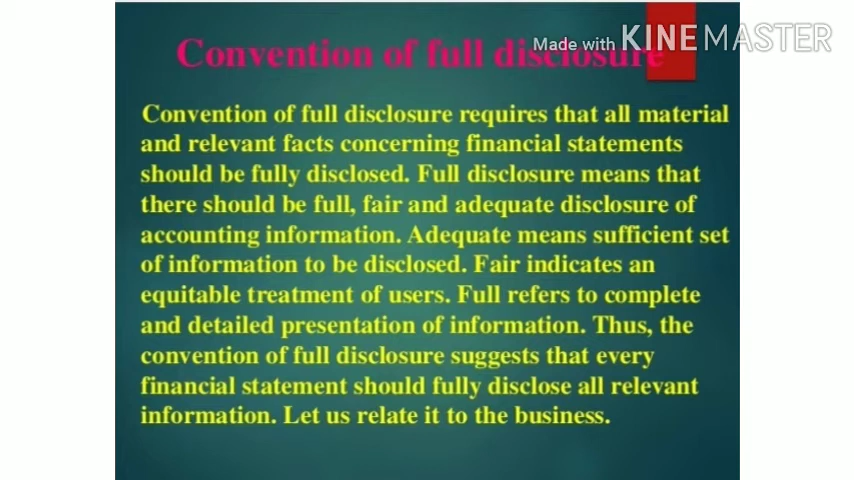 Made with KINEMASTER
Convention of full disclosure
Convention of full disclosure requires that all material
and relevant facts concerning financial statements
should be fully disclosed. Full disclosure means that
there should be full, fair and adequate disclosure of
accounting information. Adequate means sufficient set
of information to be disclosed. Fair indicates an
equitable treatment of users. Full refers to complete
and detailed presentation of information. Thus, the
convention of full disclosure suggests that every
financial statement should fully disclose all relevant
information. Let us relate it to the business.